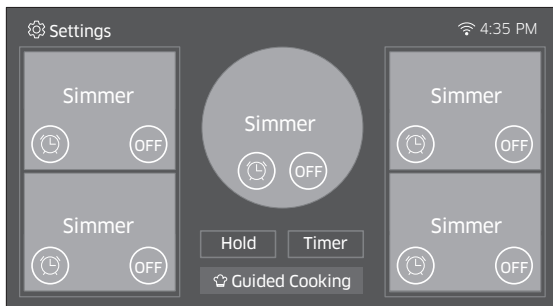 Settings
4:35 PM
Simmer
OFF
Simmer
OFF
Simmer
OFF
Simmer
OFF
Simmer
OFF
Hold
Timer
Guided Cooking